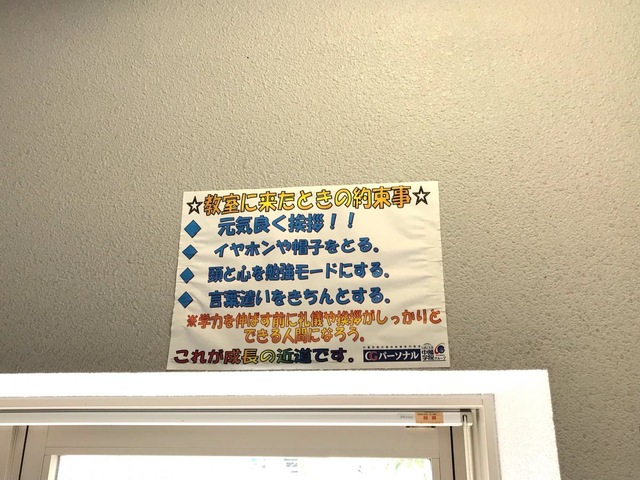 ☆教室に来たときの約束事☆
◆ 元気良く挨拶！！
◆ イヤホンや帽子をとる。
◆ 頭と心を勉強モードにする。
◆ 言葉遣いをきちんとする。
※学力を伸ばす前に礼儀や挨拶がしっかりと
できる人間になろう。
これが成長の近道です。
CGパーソナル